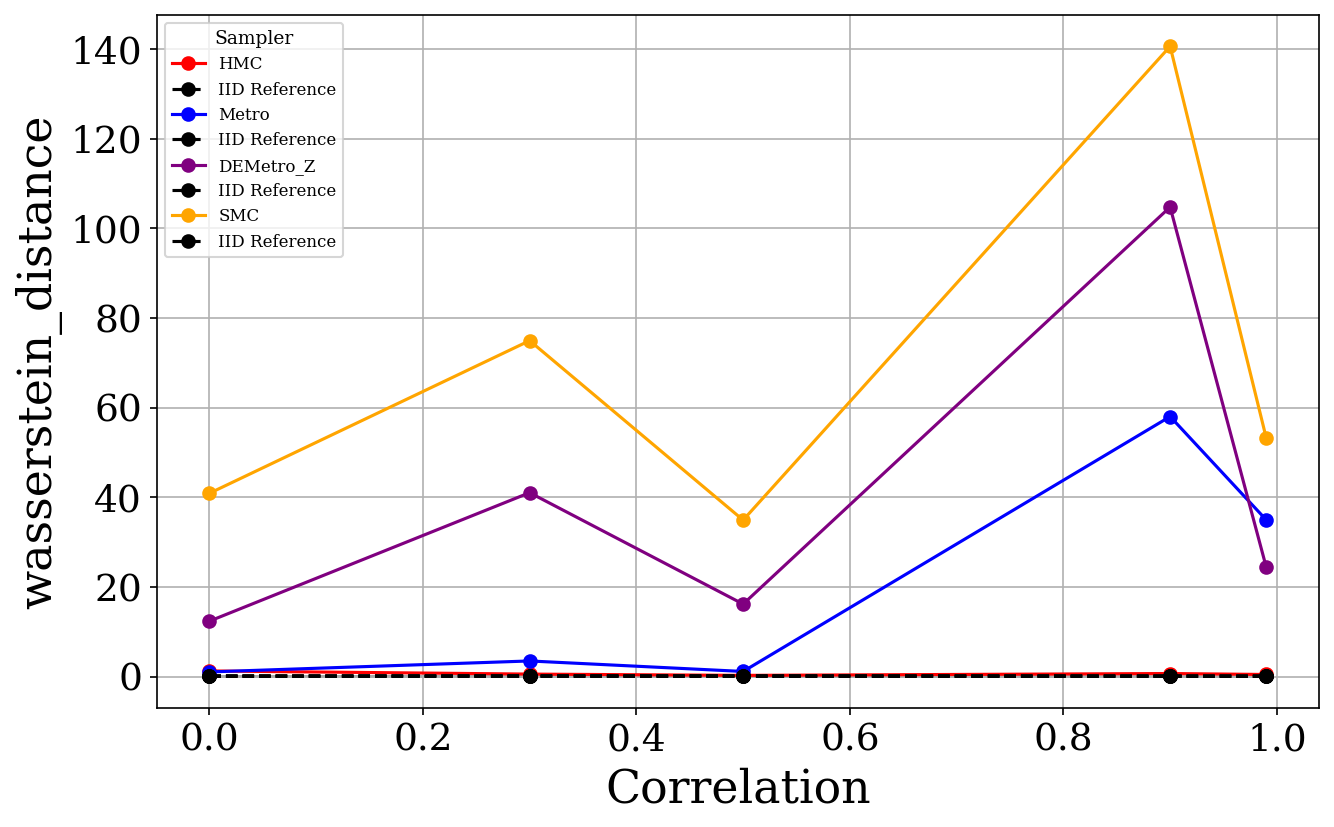 Sampler
HMC
IID Reference
Metro
IID Reference
DEMetro_Z
IID Reference
SMC
IID Reference
wasserstein_distance
140
120
100
80
60
40
20
0
0.0 0.2 0.4 0.6 0.8 1.0
Correlation